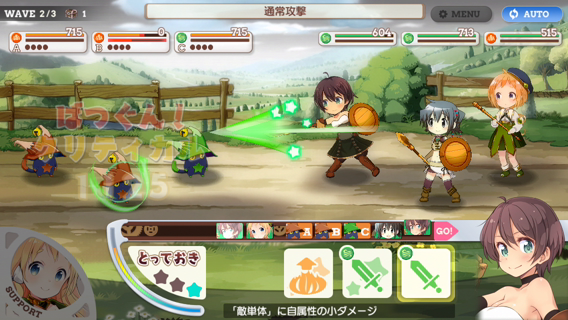 WAVE 2/3 1
通常攻撃
MENU
AUTO
715
0
715
604
713
515
A
B
C
ばつぐん!
クリティカル
A
B
C
GO!
とっておき
SUPPORT
「敵単体」に自属性の小ダメージ